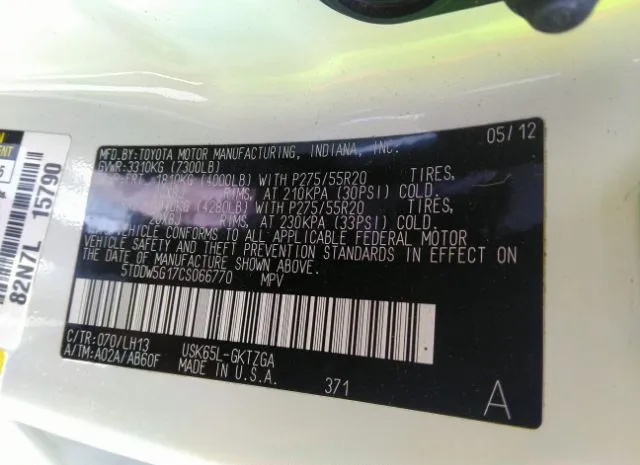 05/12
MFD.BY:TOYOTA MOTOR MANUFACTURING, INDIANA, INC.
GVWR:3310KG (7300LB)
1810KG (4000LB) WITH P275/55R20 TIRES,
RIMS, AT 210KPA (30PSI) COLD.
(4280LB) WITH P275/55R20 TIRES,
RIMS, AT 230KPA (33PSI) COLD.
VEHICLE CONFORMS TO ALL APPLICABLE FEDERAL MOTOR
VEHICLE SAFETY AND THEFT PREVENTION STANDARDS IN EFFECT ON
THE DATE OF MANUFACTURE SHOWN ABOVE.
5TDDW5G17CS066770 MPV
C/TR:070/LH13 USK65L-GKTZGA
A/TM:A02A/AB60F MADE IN U.S.A. 371
A
82N7L 15790